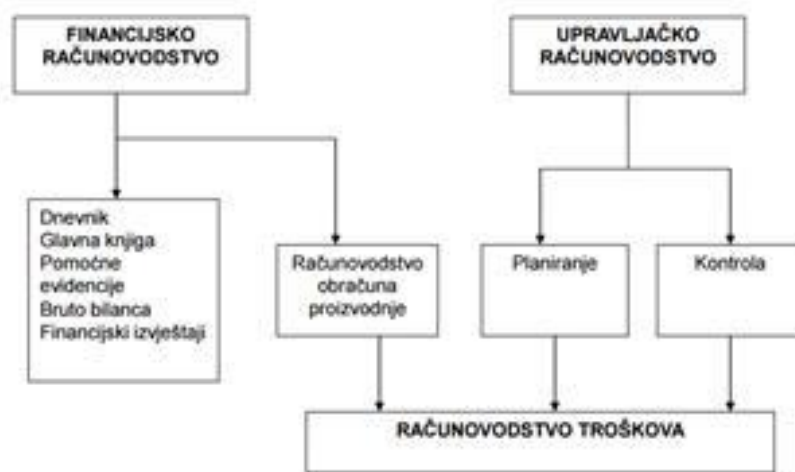 FINANCIJSKO
RAČUNOVODSTVO
UPRAVLJAČKO
RAČUNOVODSTVO
Dnevnik
Glavna knjiga
Pomoćne
evidencije
Bruto bilanca
Financijski izvještaji
Računovodstvo
obračuna
proizvodnje
Planiranje
Kontrola
RAČUNOVODSTVO TROŠKOVA